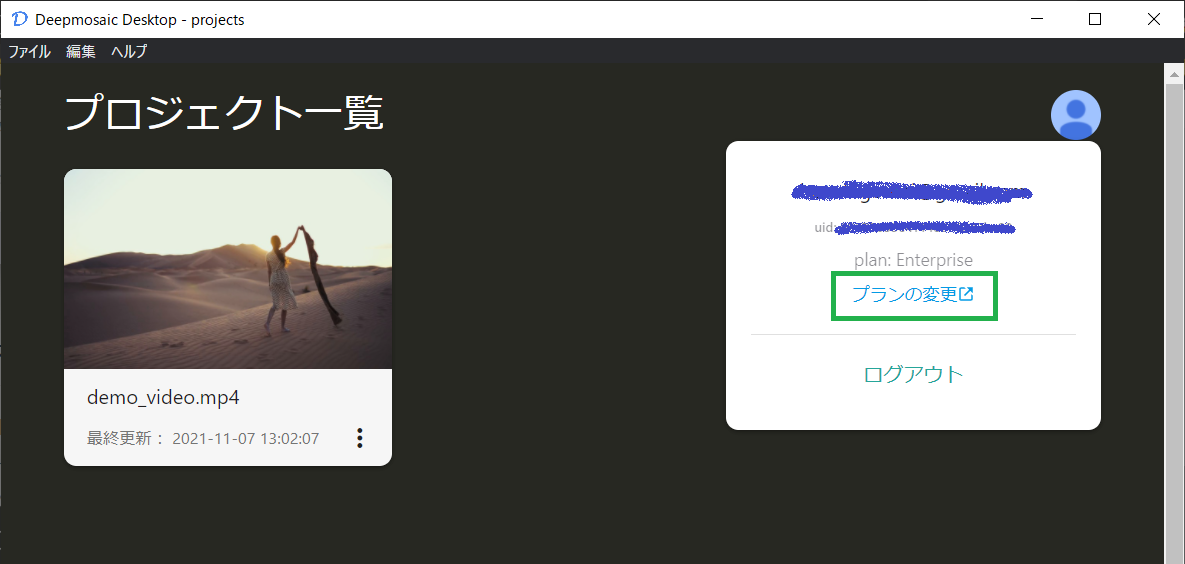 Deepmosaic Desktop - projects
ファイル 編集 ヘルプ
プロジェクト一覧
demo_video.mp4
最終更新： 2021-11-07 13:02:07
uid:
plan: Enterprise
プランの変更
ログアウト